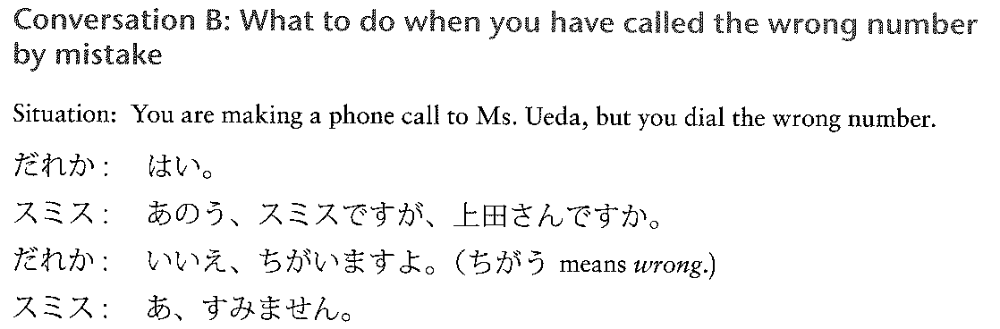 Conversation B: What to do when you have called the wrong number
by mistake
Situation: You are making a phone call to Ms. Ueda, but you dial the wrong number.
だれか： はい。
スミス： あのう、スミスですが、上田さんですか。
だれか： いいえ、ちがいますよ。（ちがう means wrong.)
スミス： あ、すみません。